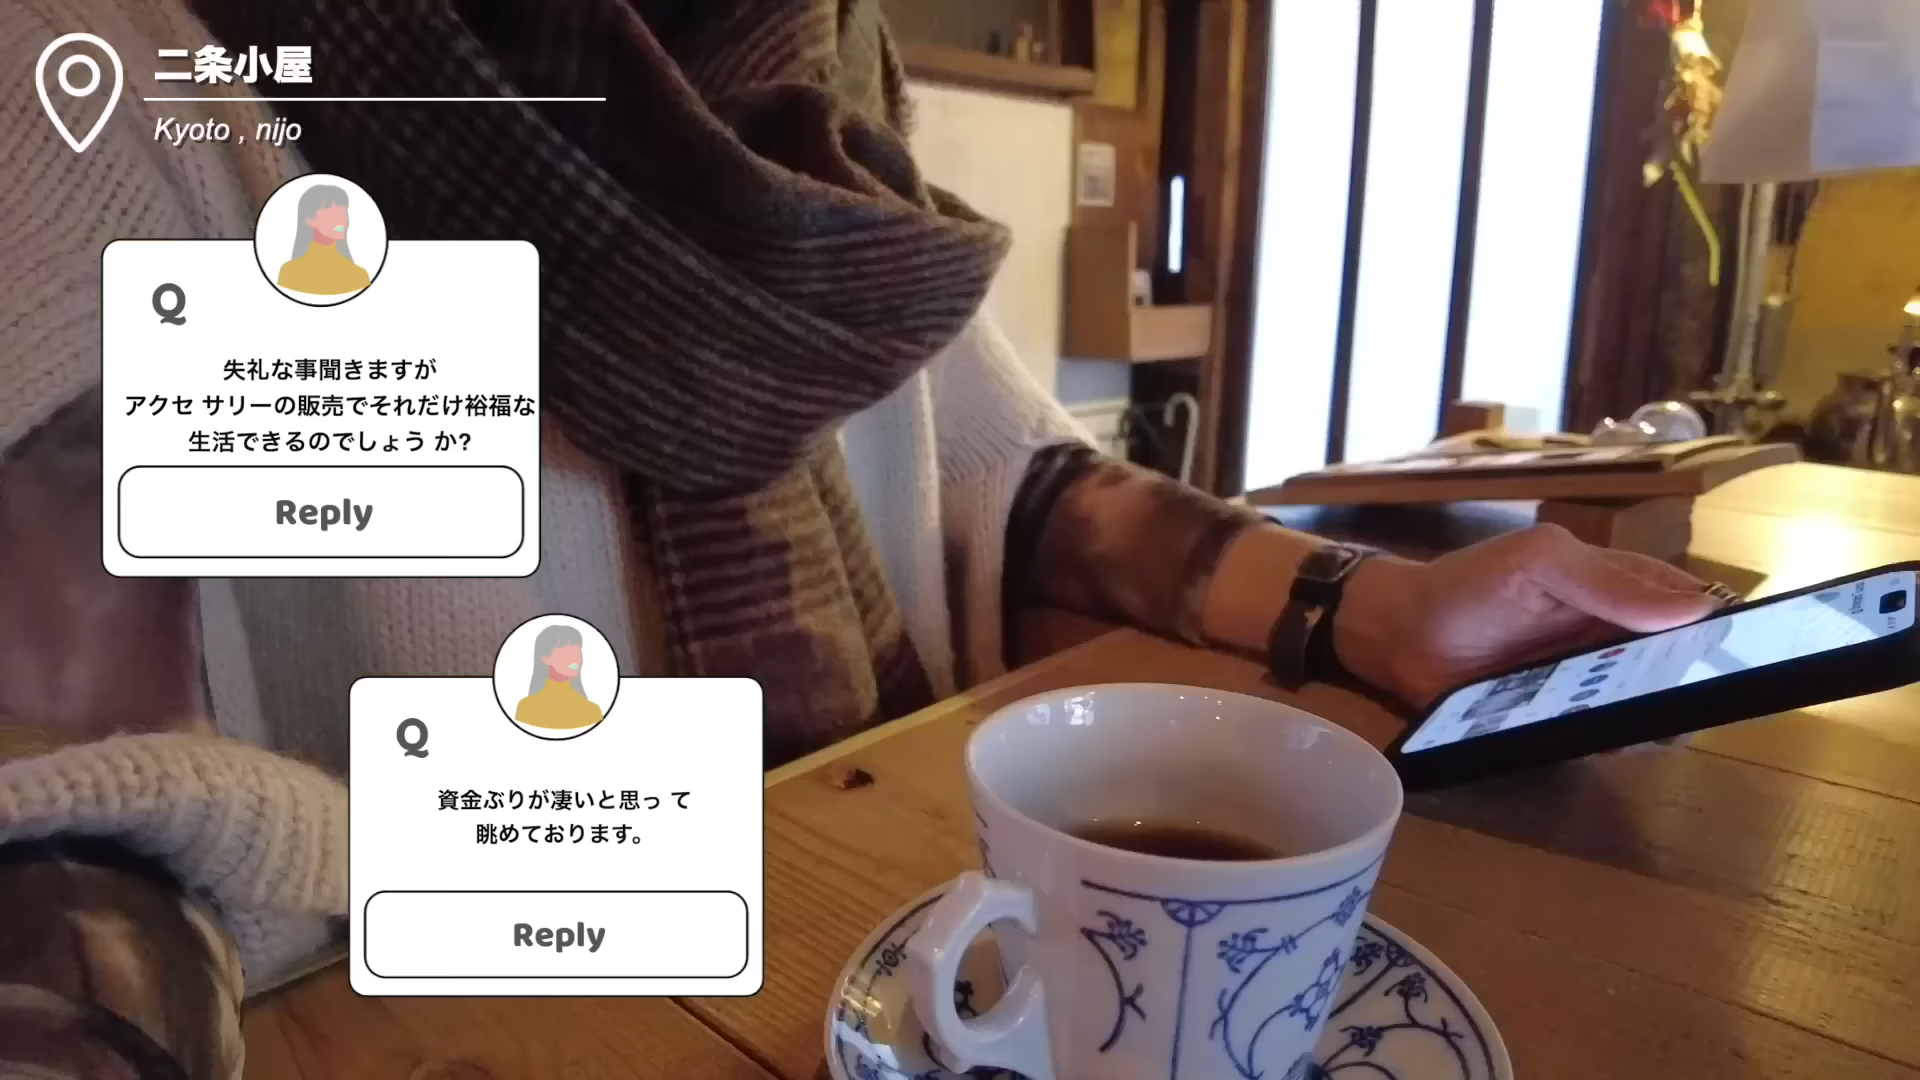 二条小屋
Kyoto , nijo
Q
失礼な事聞きますが
アクセ サリーの販売でそれだけ裕福な
生活できるのでしょう か?
Reply
Q
資金ぶりが凄いと思っ て
眺めております。
Reply